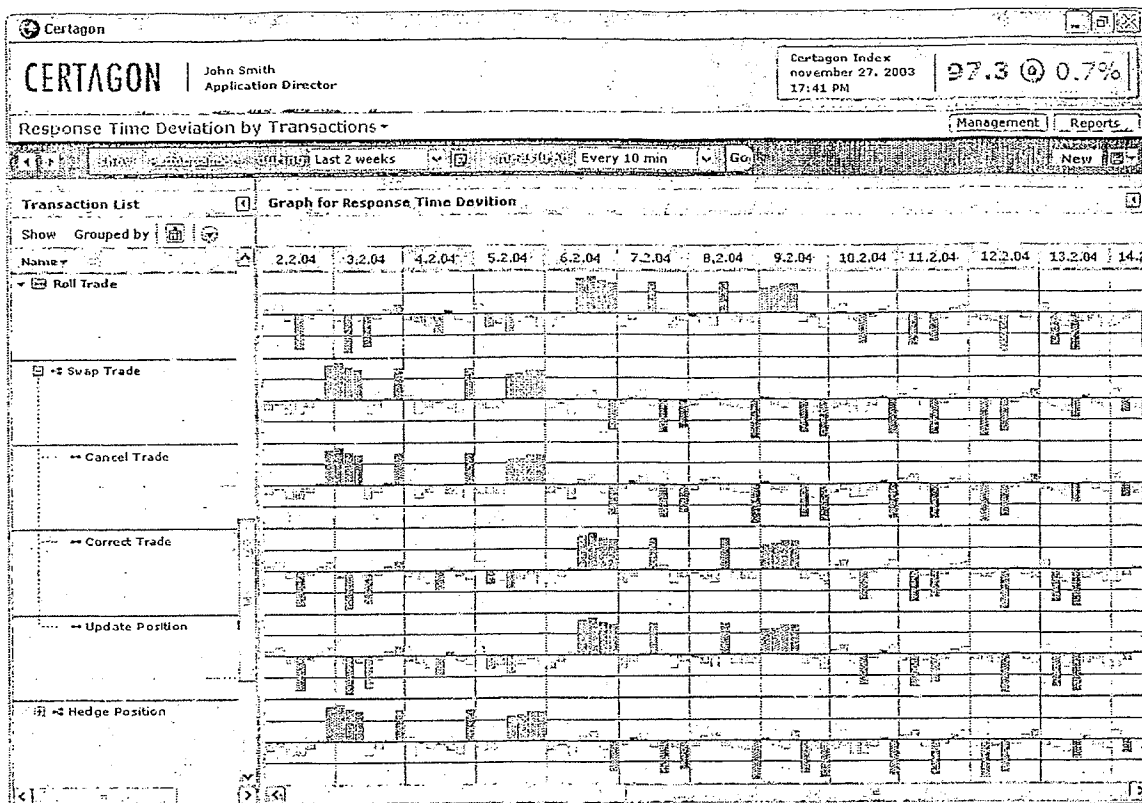 Certagon
CERTAGON
John Smith
Application Director
Certagon Index
november 27. 2003
17:41 PM
97.3 @ 0.7%
Response Time Deviation by Transactions
Management
Reports
Last 2 weeks
Every 10 min
Go
New
Transaction List
Graph for Response Time Devition
Show Grouped by
Name
2.2.04 3.2.04 4.2.04 5.2.04 6.2.04 7.2.04 8.2.04 9.2.04 10.2.04 11.2.04 12.2.04 13.2.04 14.2
Roll Trade
Swap Trade
Cancel Trade
Correct Trade
Update Position
Hedge Position